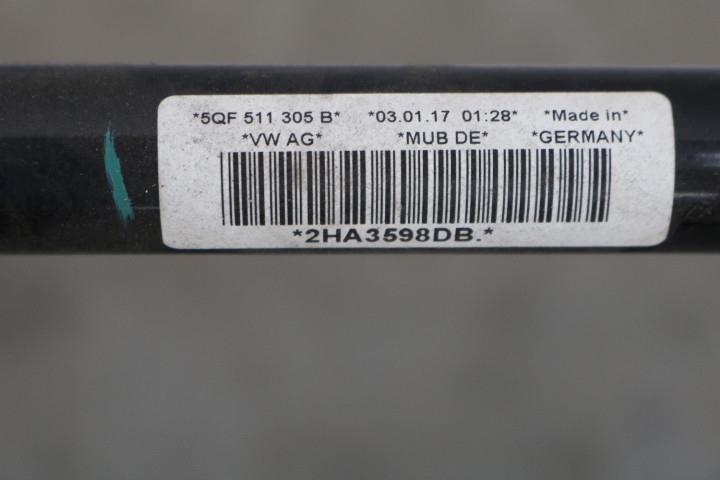 *5QF 511 305 B* *03.01.17 01:28* *Made in*
*VW AG* *MUB DE* *GERMANY*
*2HA3598DB.*